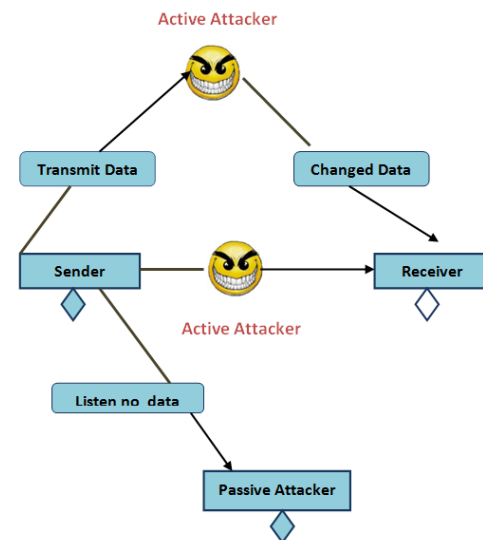 Active Attacker
Transmit Data
Changed Data
Sender
Receiver
Active Attacker
Listen no data
Passive Attacker